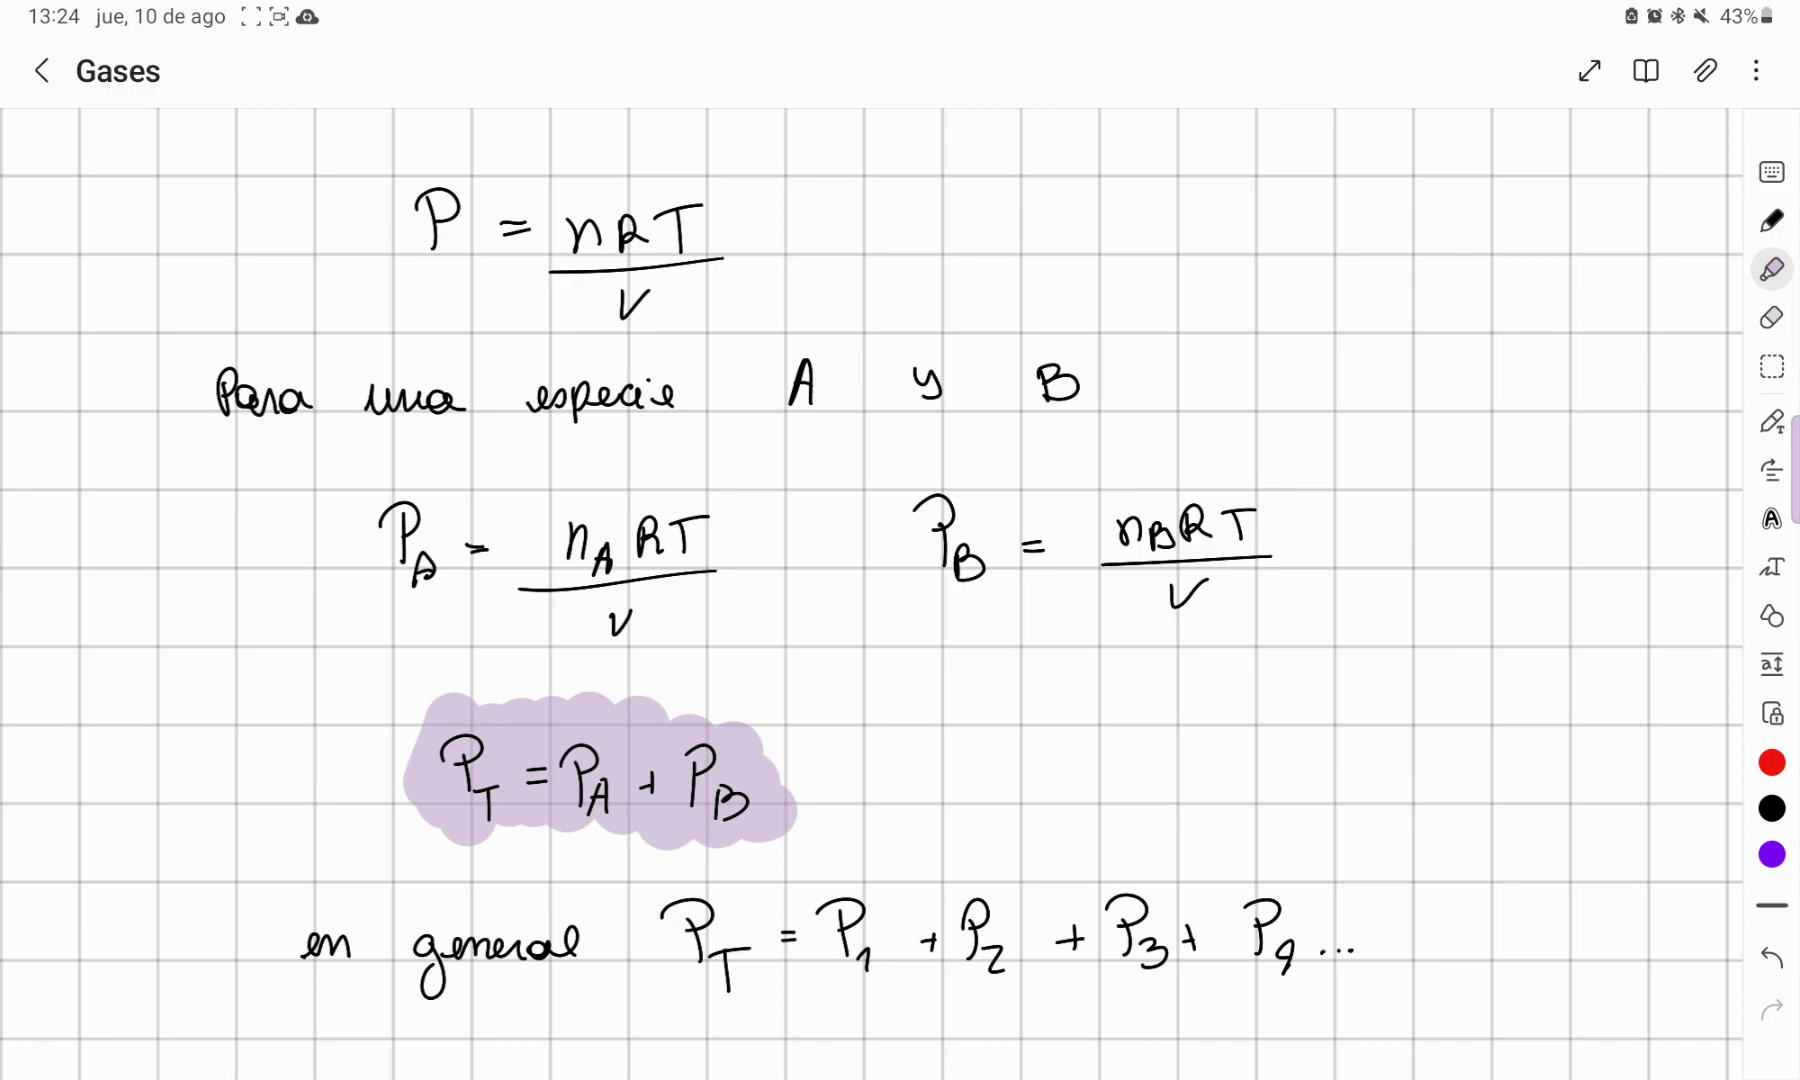 13:24 jue, 10 de ago 43%
Gases
P = nRT
V
Para una especie A y B
P_A = n_A RT P_B = n_B RT
V V
P_T = P_A + P_B
en general P_T = P_1 + P_2 + P_3 + P_4 ...